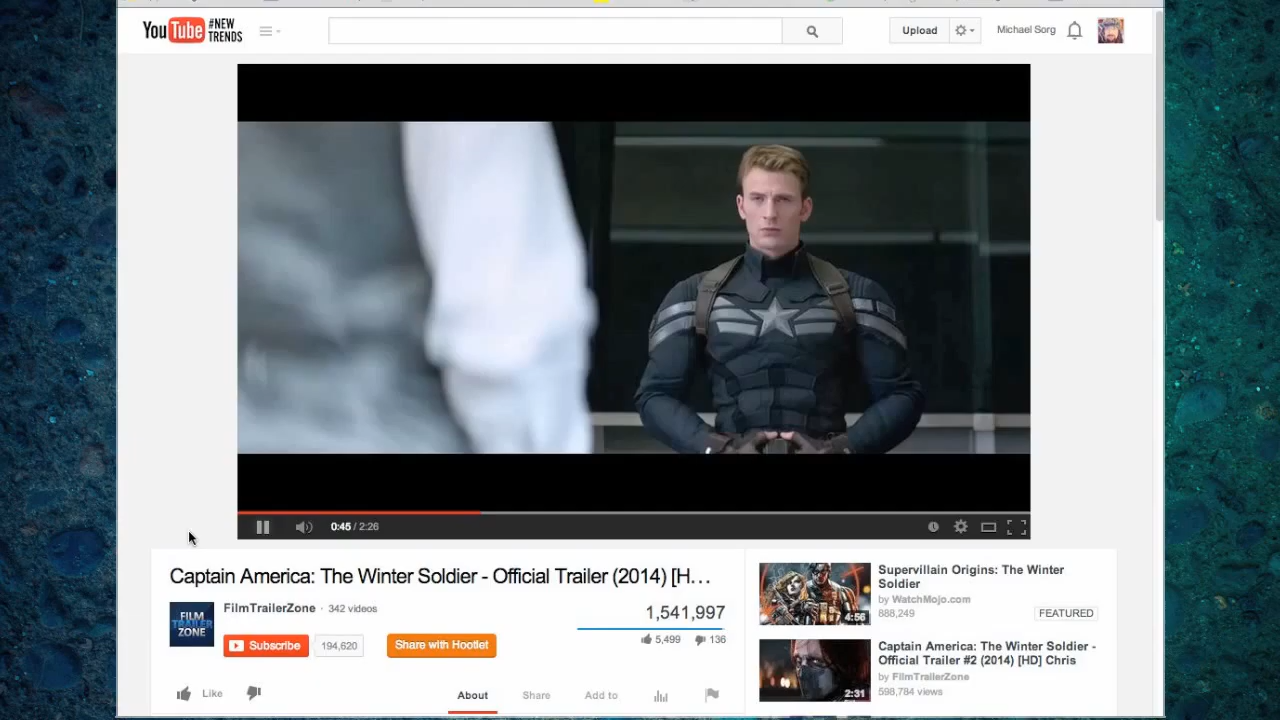 YouTube #NEW TRENDS
Upload
Michael Sorg
0:45 / 2:26
Captain America: The Winter Soldier - Official Trailer (2014) [H...
FilmTrailerZone · 342 videos
FILM
TRAILER
ZONE
Subscribe 194,620
Share with Hootlet
1,541,997
5,499 136
Like
About Share Add to
4:56
Supervillain Origins: The Winter
Soldier
by WatchMojo.com
888,249
FEATURED
2:31
Captain America: The Winter Soldier -
Official Trailer #2 (2014) [HD] Chris
by FilmTrailerZone
598,784 views